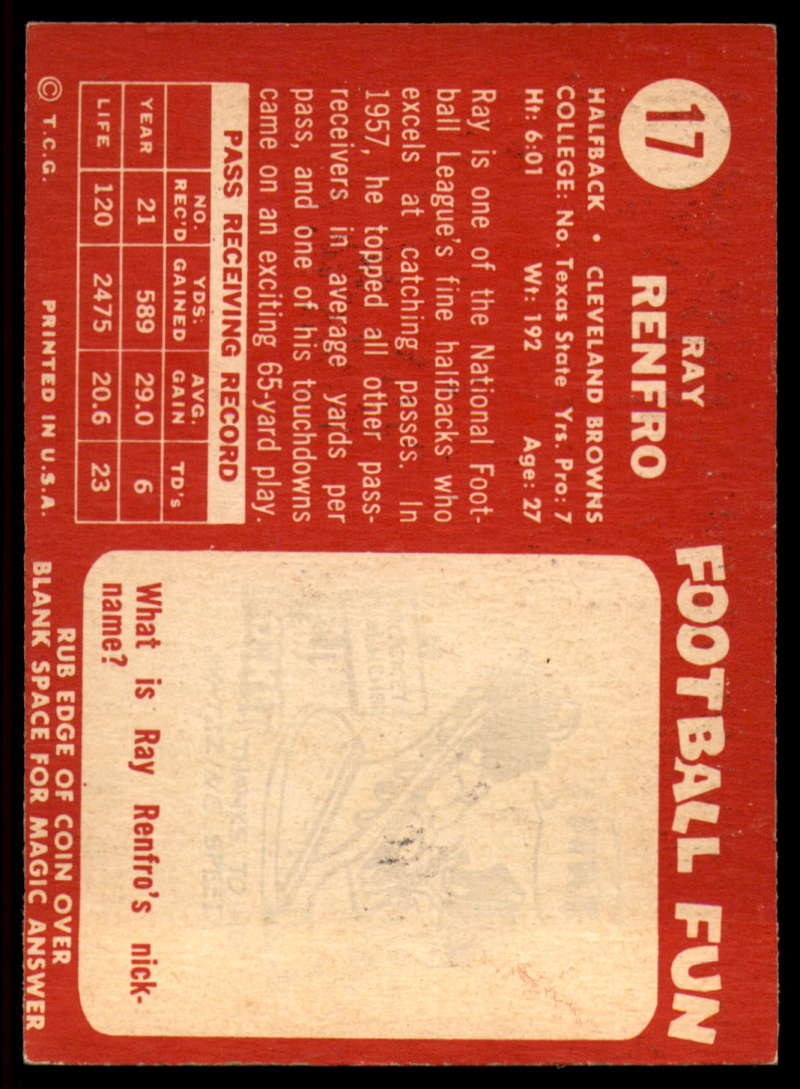 17
RAY
RENFRO
HALFBACK • CLEVELAND BROWNS
COLLEGE: No. Texas State Yrs. Pro: 7
Ht: 6:01 Wt: 192 Age: 27
Ray is one of the National Foot-
ball League's fine halfbacks who
excels at catching passes. In
1957, he topped all other pass-
receivers in average yards per
pass, and one of his touchdowns
came on an exciting 65-yard play.
PASS RECEIVING RECORD
NO. REC'D YDS. GAINED AVG. GAIN TD's
YEAR 21 589 29.0 6
LIFE 120 2475 20.6 23
© T.C.G. PRINTED IN U.S.A.
FOOTBALL FUN
THANKS TO
SPEED
What is Ray Renfro's nick-
name?
RUB EDGE OF COIN OVER
BLANK SPACE FOR MAGIC ANSWER